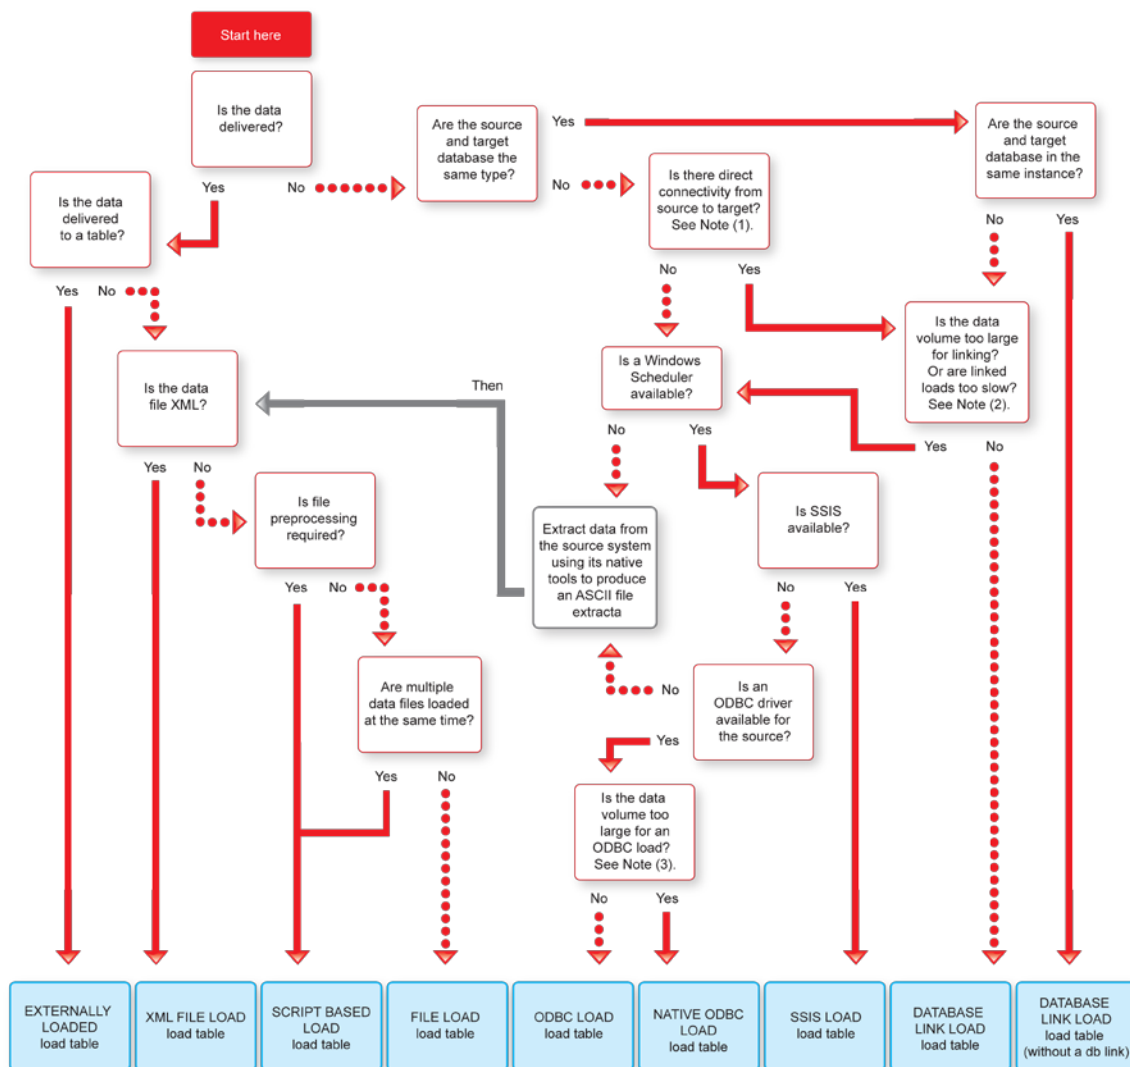 Start here
Is the data
delivered?
Yes
No
Are the source
and target
database the
same type?
Yes
No
Are the source
and target
database in the
same instance?
No
Yes
Is the data
delivered
to a table?
Yes
No
Is there direct
connectivity from
source to target?
See Note (1).
No
Yes
Is the data
volume too large
for linking?
Or are linked
loads too slow?
See Note (2).
Yes
No
Is the data
file XML?
Yes
No
Then
Is a Windows
Scheduler
available?
No
Yes
Is file
preprocessing
required?
Yes
No
Extract data from
the source system
using its native
tools to produce
an ASCII file
extracta
Is SSIS
available?
No
Yes
Are multiple
data files loaded
at the same time?
Yes
No
Is an
ODBC driver
available for
the source?
No
Yes
Is the data
volume too
large for an
ODBC load?
See Note (3).
No
Yes
EXTERNALLY
LOADED
load table
XML FILE LOAD
load table
SCRIPT BASED
LOAD
load table
FILE LOAD
load table
ODBC LOAD
load table
NATIVE ODBC
LOAD
load table
SSIS LOAD
load table
DATABASE
LINK LOAD
load table
DATABASE
LINK LOAD
load table
(without a db link)